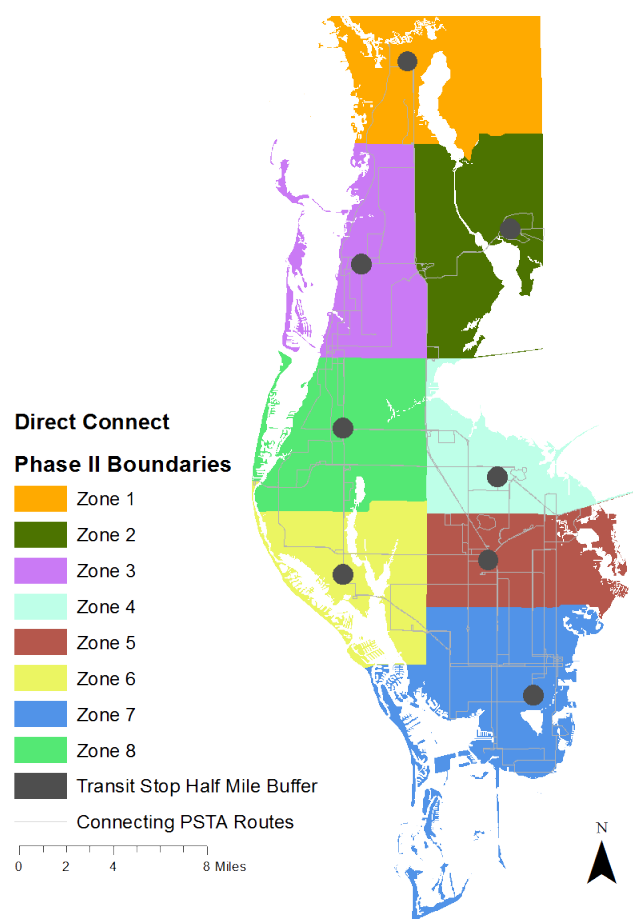 Direct Connect
Phase II Boundaries
Zone 1
Zone 2
Zone 3
Zone 4
Zone 5
Zone 6
Zone 7
Zone 8
Transit Stop Half Mile Buffer
Connecting PSTA Routes
0 2 4 8 Miles
N